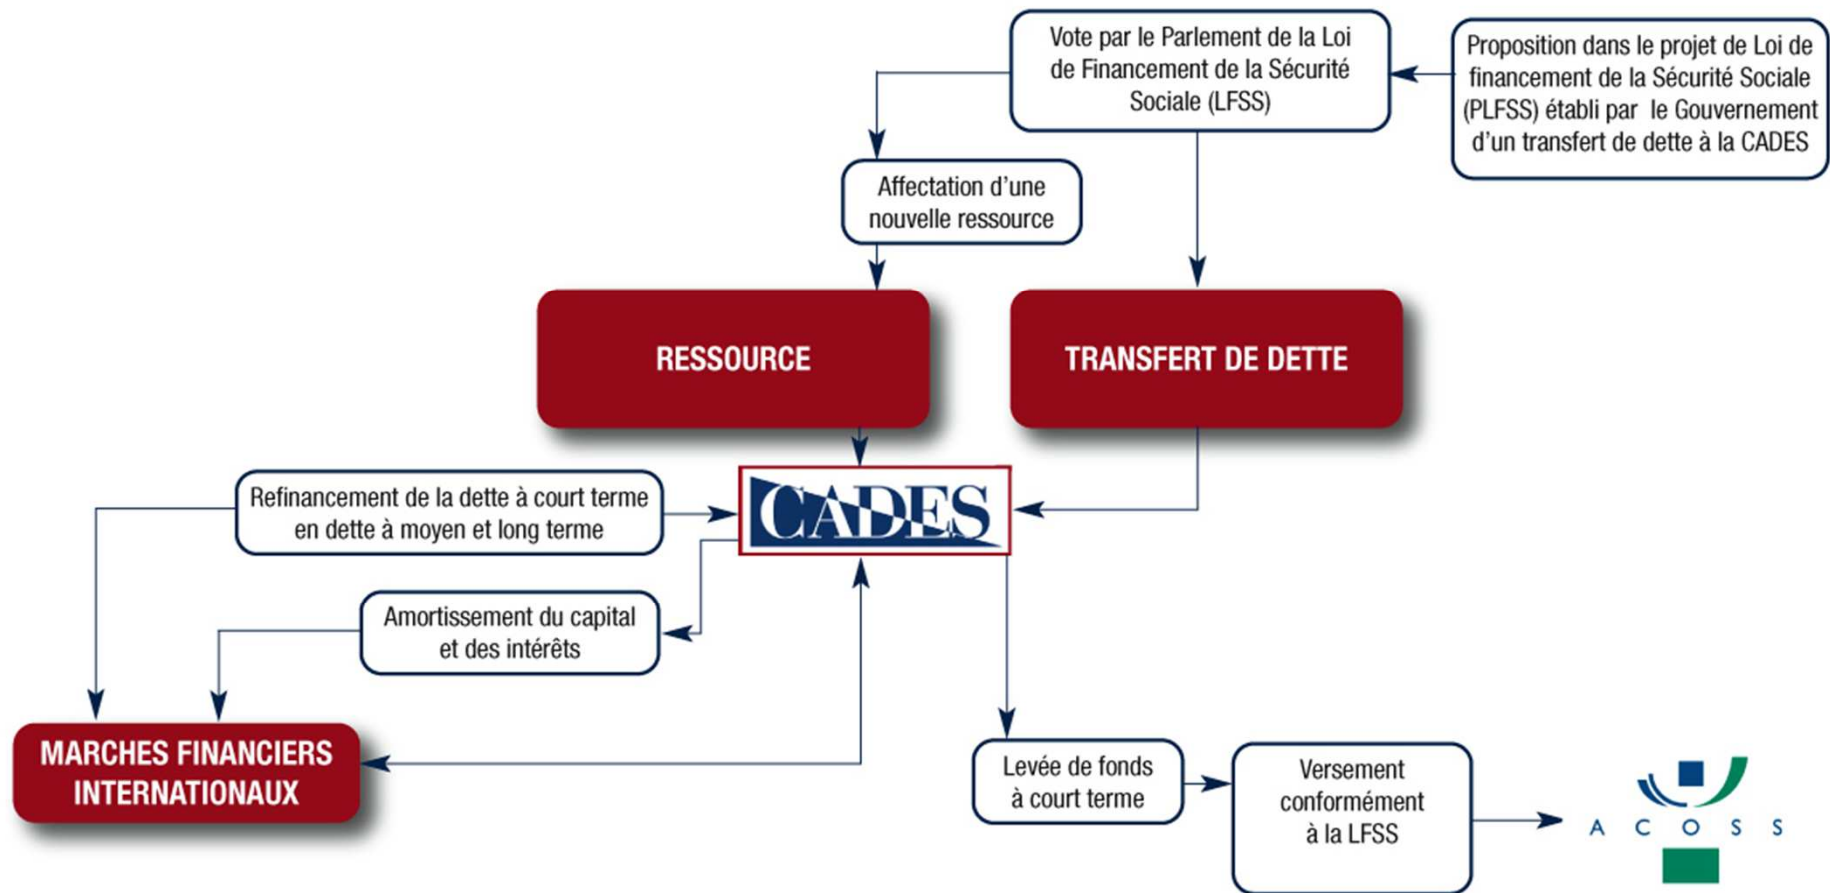 Vote par le Parlement de la Loi
de Financement de la Sécurité
Sociale (LFSS)
Proposition dans le projet de Loi de
financement de la Sécurité Sociale
(PLFSS) établi par le Gouvernement
d'un transfert de dette à la CADES
Affectation d'une
nouvelle ressource
RESSOURCE
TRANSFERT DE DETTE
Refinancement de la dette à court terme
en dette à moyen et long terme
CADES
Amortissement du capital
et des intérêts
MARCHES FINANCIERS
INTERNATIONAUX
Levée de fonds
à court terme
Versement
conformément
à la LFSS
ACOSS